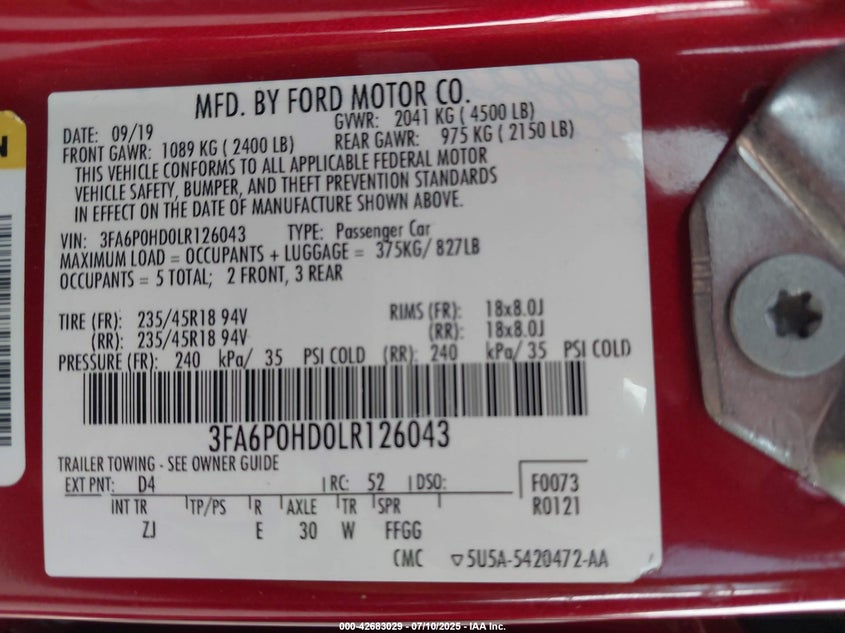 MFD. BY FORD MOTOR CO.
DATE: 09/19 GVWR: 2041 KG ( 4500 LB)
FRONT GAWR: 1089 KG ( 2400 LB) REAR GAWR: 975 KG ( 2150 LB)
THIS VEHICLE CONFORMS TO ALL APPLICABLE FEDERAL MOTOR
VEHICLE SAFETY, BUMPER, AND THEFT PREVENTION STANDARDS
IN EFFECT ON THE DATE OF MANUFACTURE SHOWN ABOVE.
VIN: 3FA6P0HD0LR126043 TYPE: Passenger Car
MAXIMUM LOAD = OCCUPANTS + LUGGAGE = 375KG/ 827LB
OCCUPANTS = 5 TOTAL; 2 FRONT, 3 REAR
TIRE (FR): 235/45R18 94V RIMS (FR): 18x8.0J
(RR): 235/45R18 94V (RR): 18x8.0J
PRESSURE (FR): 240 kPa/ 35 PSI COLD (RR): 240 kPa/ 35 PSI COLD
3FA6P0HD0LR126043
TRAILER TOWING - SEE OWNER GUIDE
EXT PNT: D4 RC: 52 DSO: F0073
INT TR TP/PS R AXLE TR SPR R0121
ZJ E 30 W FFGG
CMC ▽5U5A-5420472-AA
N
000-42683029 - 07/10/2025 - IAA Inc.